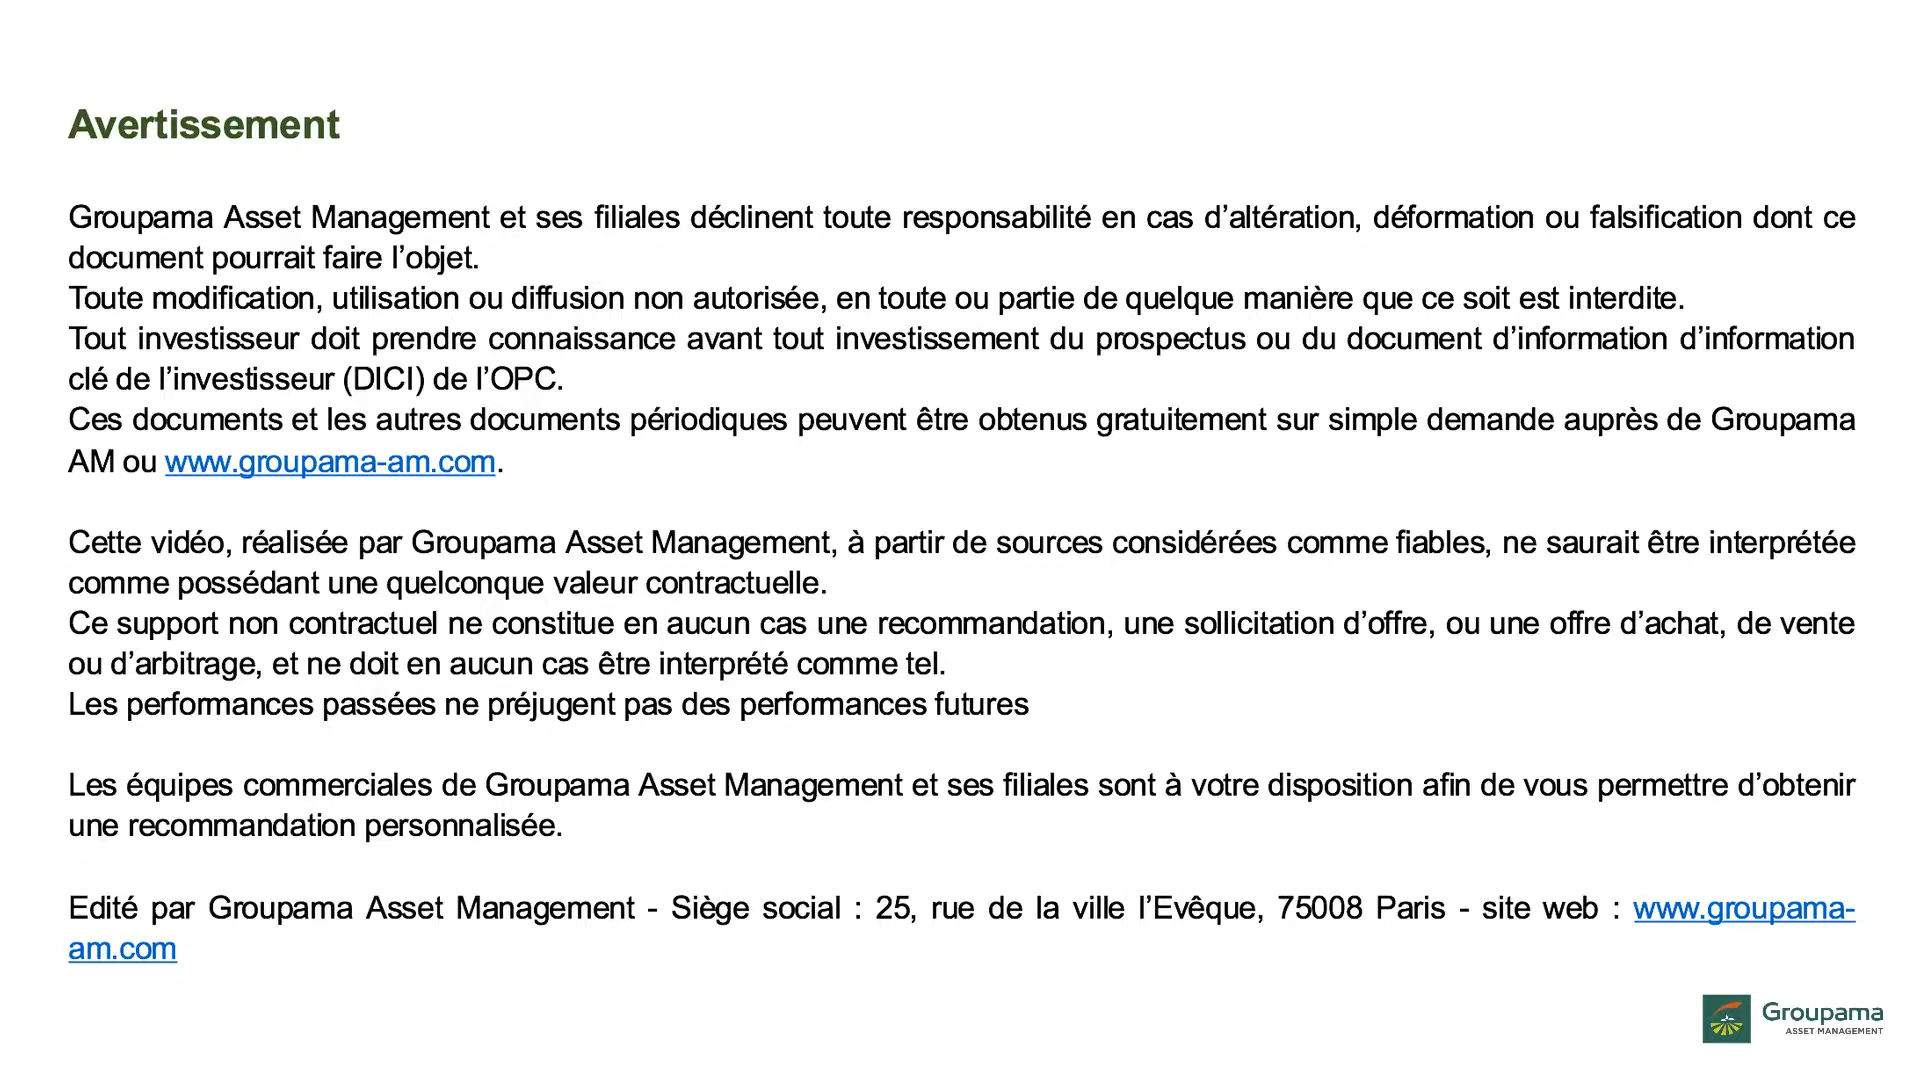 Avertissement
Groupama Asset Management et ses filiales déclinent toute responsabilité en cas d’altération, déformation ou falsification dont ce
document pourrait faire l’objet.
Toute modification, utilisation ou diffusion non autorisée, en toute ou partie de quelque manière que ce soit est interdite.
Tout investisseur doit prendre connaissance avant tout investissement du prospectus ou du document d’information d’information
clé de l’investisseur (DICI) de l’OPC.
Ces documents et les autres documents périodiques peuvent être obtenus gratuitement sur simple demande auprès de Groupama
AM ou www.groupama-am.com.
Cette vidéo, réalisée par Groupama Asset Management, à partir de sources considérées comme fiables, ne saurait être interprétée
comme possédant une quelconque valeur contractuelle.
Ce support non contractuel ne constitue en aucun cas une recommandation, une sollicitation d’offre, ou une offre d’achat, de vente
ou d’arbitrage, et ne doit en aucun cas être interprété comme tel.
Les performances passées ne préjugent pas des performances futures
Les équipes commerciales de Groupama Asset Management et ses filiales sont à votre disposition afin de vous permettre d’obtenir
une recommandation personnalisée.
Edité par Groupama Asset Management - Siège social : 25, rue de la ville l’Evêque, 75008 Paris - site web : www.groupama-
am.com
Groupama
ASSET MANAGEMENT